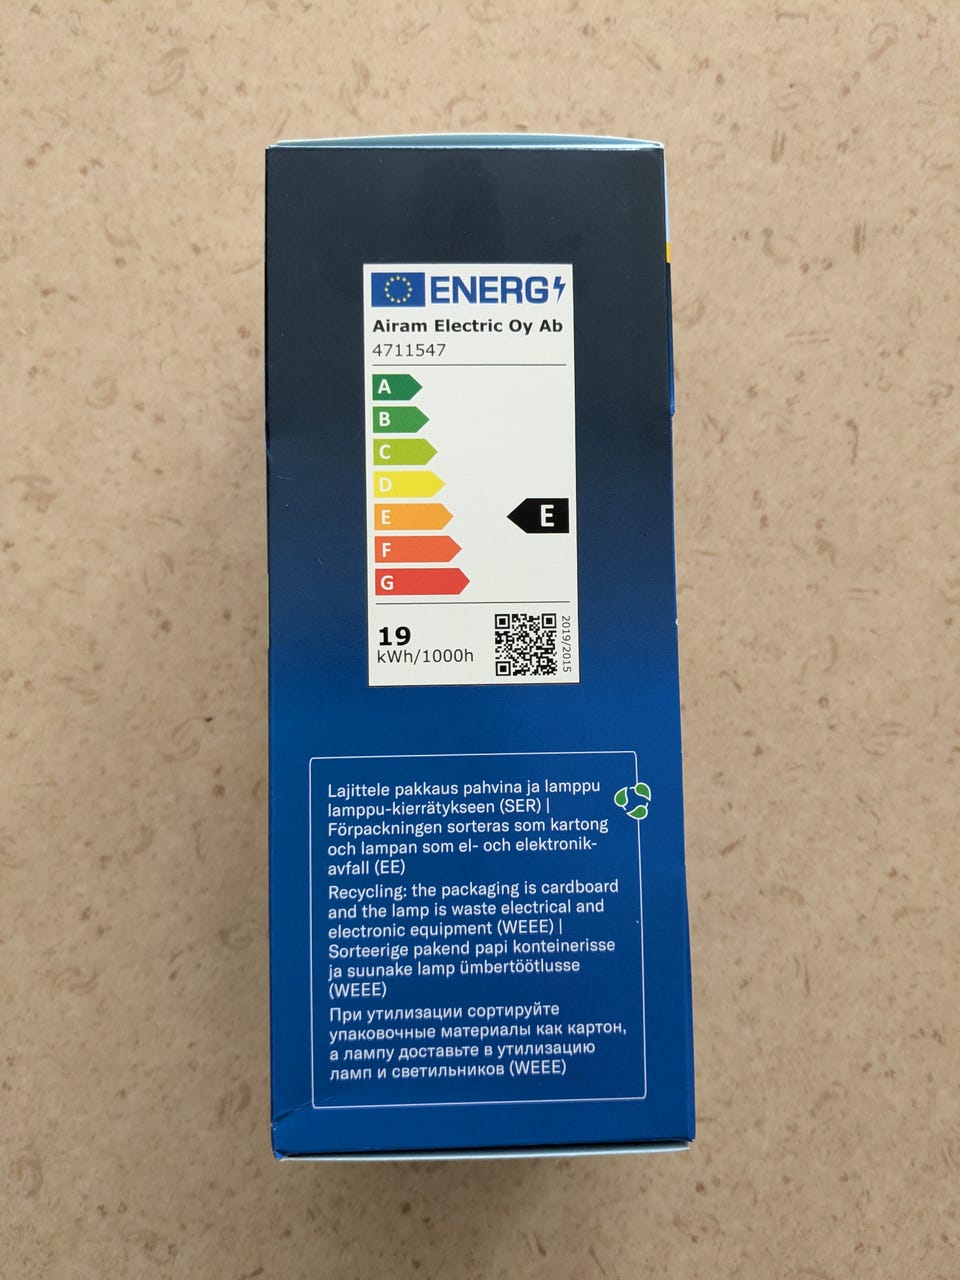 ENERG
Airam Electric Oy Ab
4711547
A
B
C
D
E
E
F
G
19
kWh/1000h
2019/2015
Lajittele pakkaus pahvina ja lamppu
lamppu-kierrätykseen (SER) |
Förpackningen sorteras som kartong
och lampan som el- och elektronik-
avfall (EE)
Recycling: the packaging is cardboard
and the lamp is waste electrical and
electronic equipment (WEEE) |
Sorteerige pakend papi konteinerisse
ja suunake lamp ümbertöötlusse
(WEEE)
При утилизации сортируйте
упаковочные материалы как картон,
а лампу доставьте в утилизацию
ламп и светильников (WEEE)